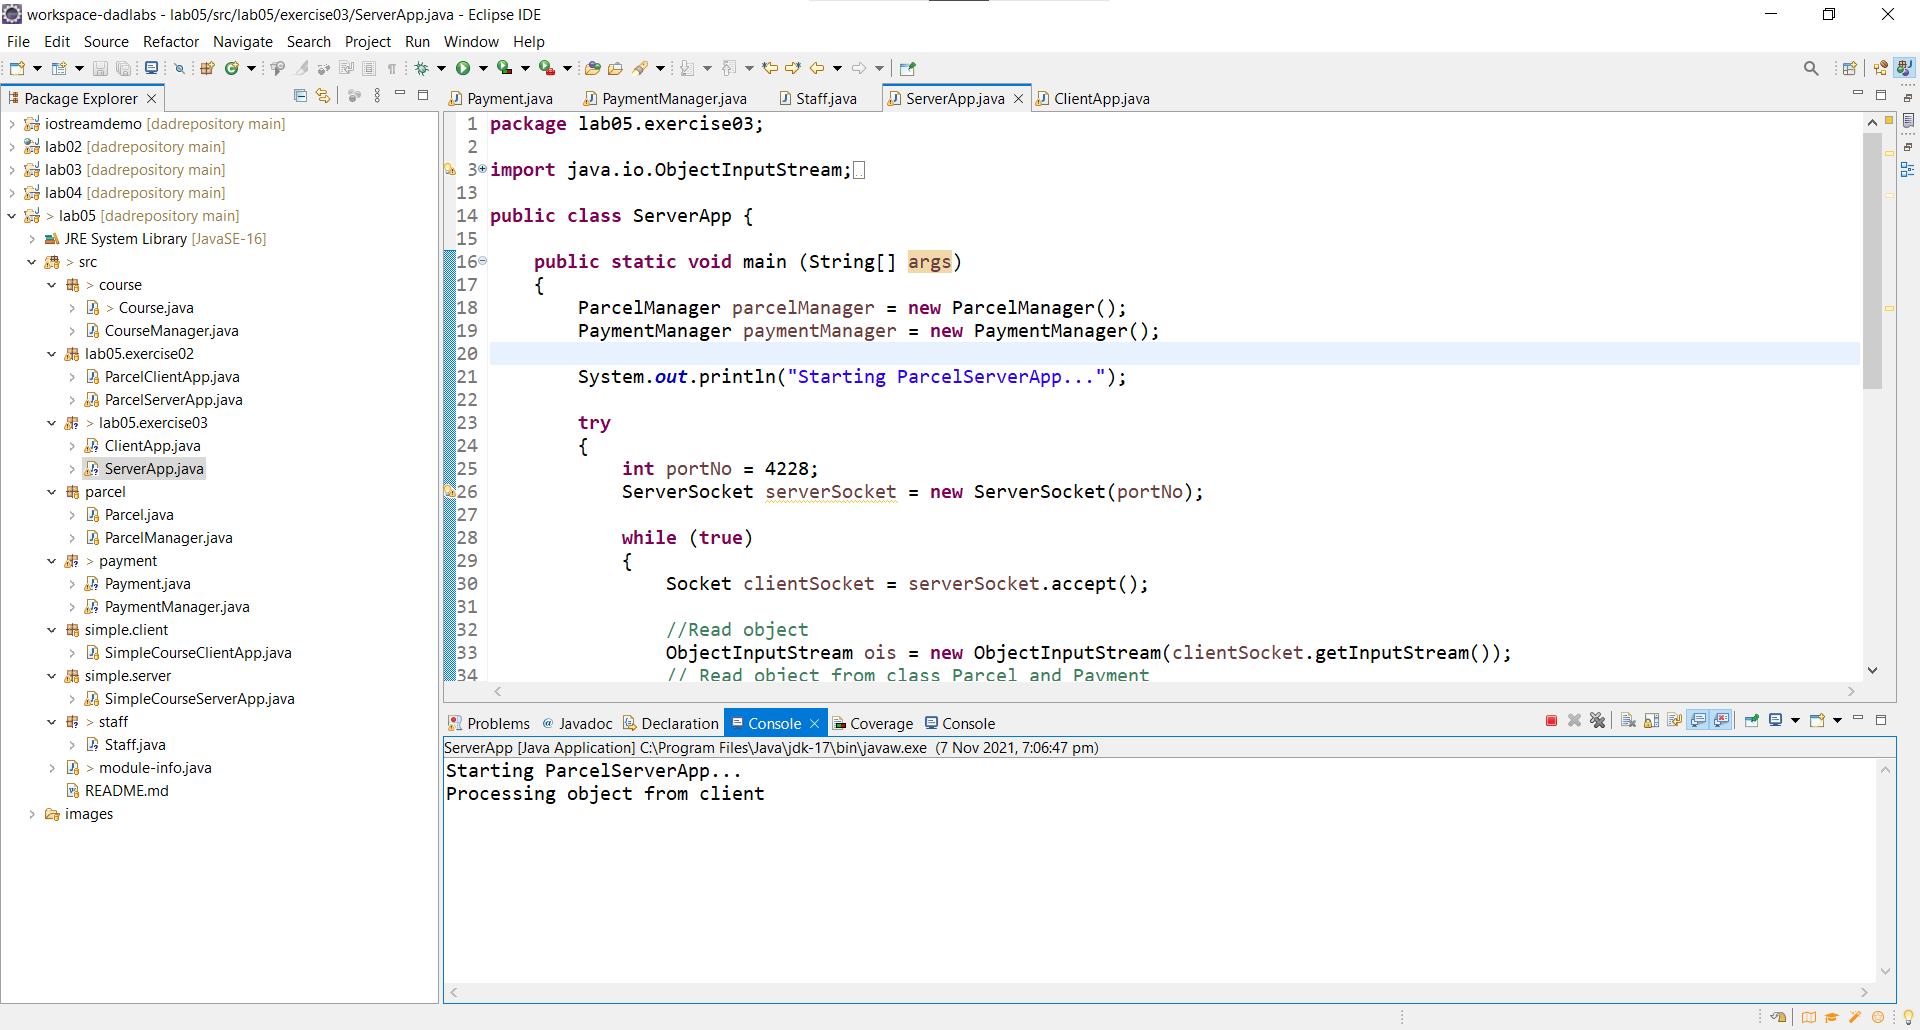 workspace-dadlabs - lab05/src/lab05/exercise03/ServerApp.java - Eclipse IDE
File Edit Source Refactor Navigate Search Project Run Window Help
Package Explorer
iostreamdemo [dadrepository main]
lab02 [dadrepository main]
lab03 [dadrepository main]
lab04 [dadrepository main]
> lab05 [dadrepository main]
JRE System Library [JavaSE-16]
> src
> course
> Course.java
CourseManager.java
lab05.exercise02
ParcelClientApp.java
ParcelServerApp.java
> lab05.exercise03
ClientApp.java
ServerApp.java
parcel
Parcel.java
ParcelManager.java
> payment
Payment.java
PaymentManager.java
simple.client
SimpleCourseClientApp.java
simple.server
SimpleCourseServerApp.java
> staff
Staff.java
> module-info.java
README.md
images
Payment.java PaymentManager.java Staff.java ServerApp.java ClientApp.java
1 package lab05.exercise03;
2
3 import java.io.ObjectInputStream;
13
14 public class ServerApp {
15
16 public static void main (String[] args)
17 {
18 ParcelManager parcelManager = new ParcelManager();
19 PaymentManager paymentManager = new PaymentManager();
20
21 System.out.println("Starting ParcelServerApp...");
22
23 try
24 {
25 int portNo = 4228;
26 ServerSocket serverSocket = new ServerSocket(portNo);
27
28 while (true)
29 {
30 Socket clientSocket = serverSocket.accept();
31
32 //Read object
33 ObjectInputStream ois = new ObjectInputStream(clientSocket.getInputStream());
34 // Read object from class Parcel and Payment
Problems Javadoc Declaration Console Coverage Console
ServerApp [Java Application] C:\Program Files\Java\jdk-17\bin\javaw.exe (7 Nov 2021, 7:06:47 pm)
Starting ParcelServerApp...
Processing object from client